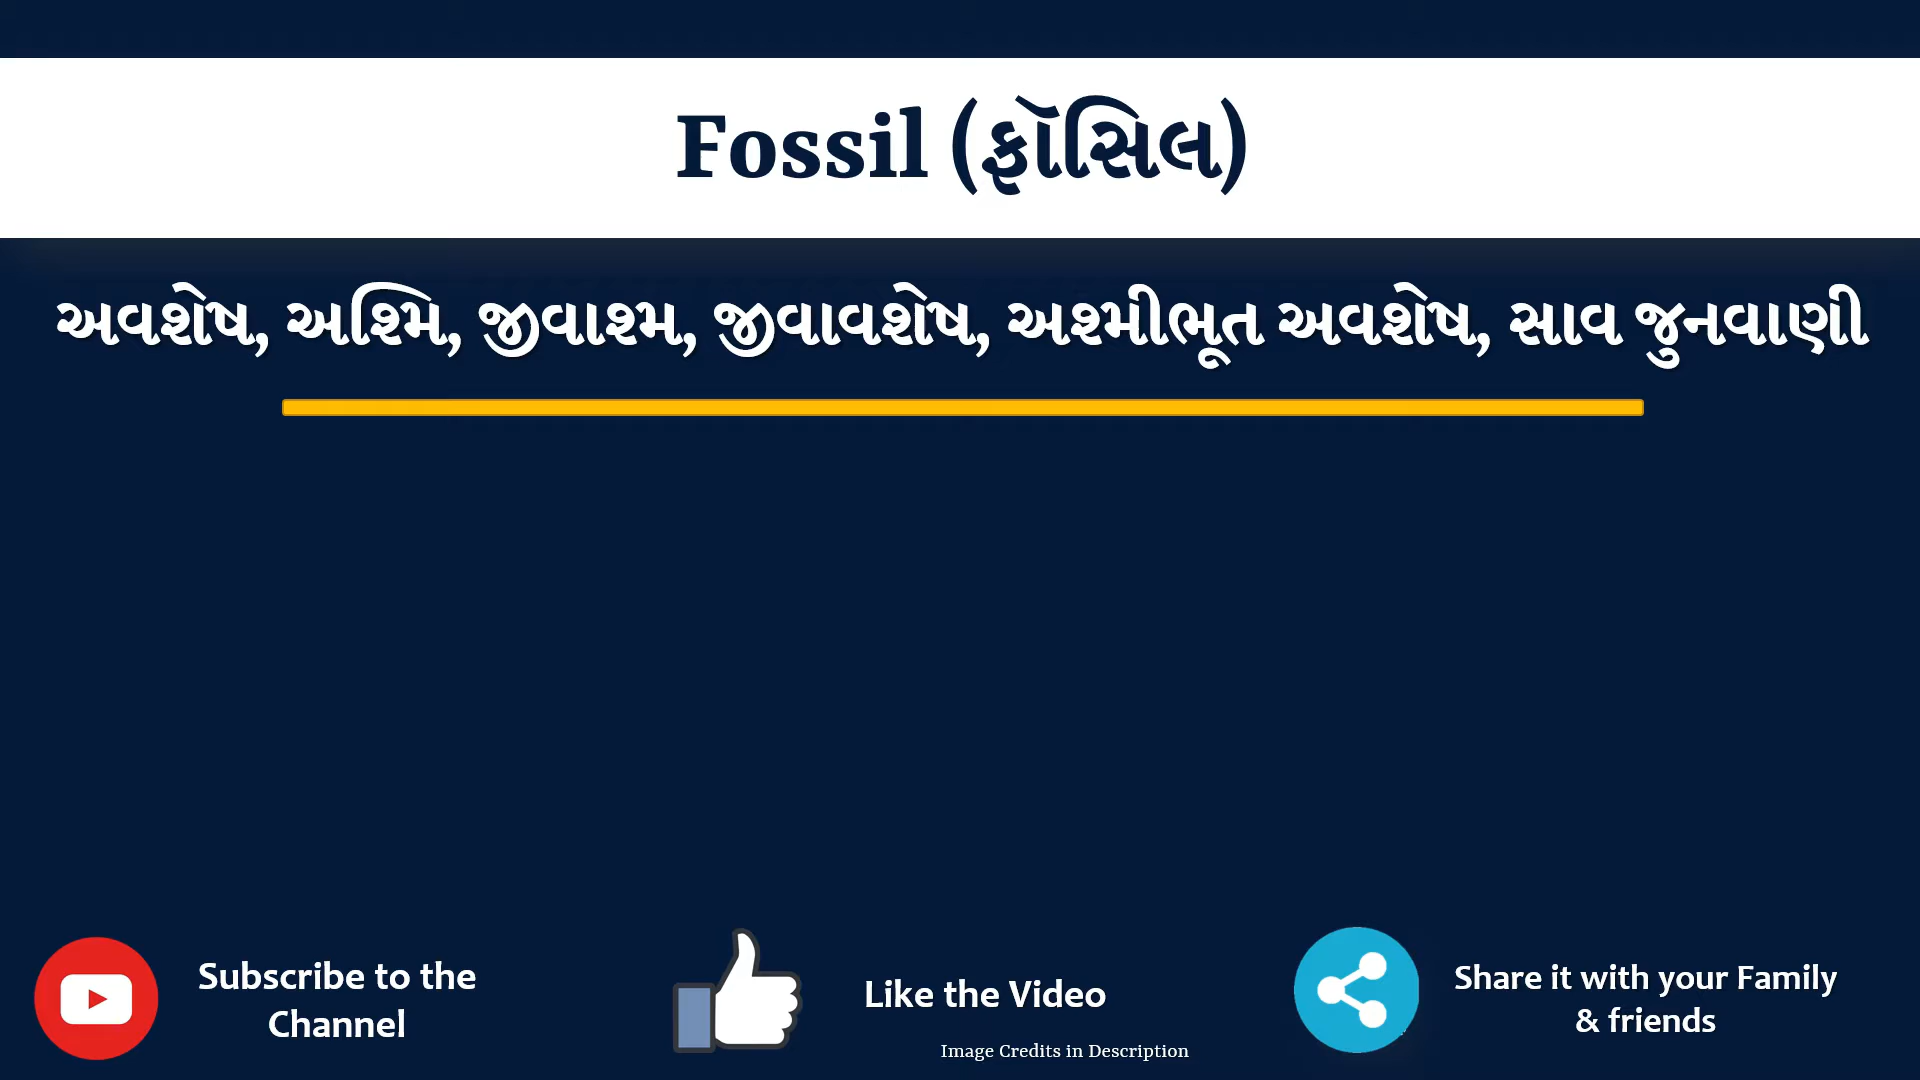 Fossil (ફૉસિલ)
અવશેષ, અશ્મિ, જીવાશ્મ, જીવાવશેષ, અશ્મીભૂત અવશેષ, સાવ જુનવાણી
Subscribe to the
Channel
Like the Video
Share it with your Family
& friends
Image Credits in Description